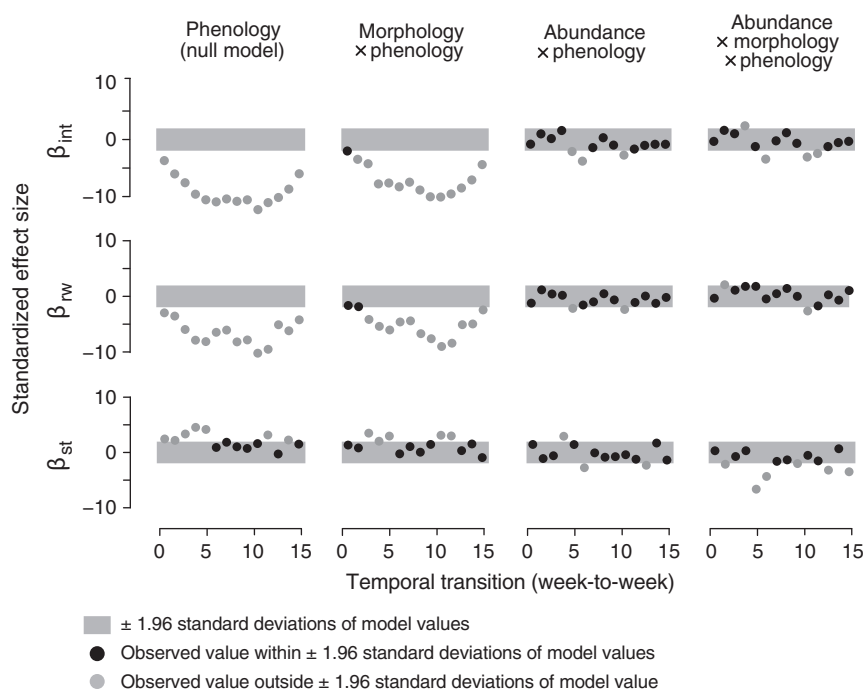 Phenology
(null model)
Morphology
× phenology
Abundance
× phenology
Abundance
× morphology
× phenology
Standardized effect size
βint
10
0
−10
βrw
10
0
−10
βst
10
0
−10
0 5 10 15
0 5 10 15
0 5 10 15
0 5 10 15
Temporal transition (week-to-week)
± 1.96 standard deviations of model values
Observed value within ± 1.96 standard deviations of model values
Observed value outside ± 1.96 standard deviations of model value